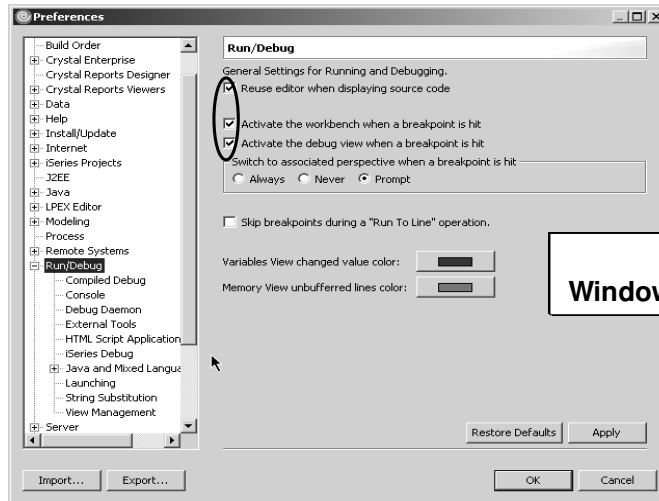 Preferences
Build Order
Crystal Enterprise
Crystal Reports Designer
Crystal Reports Viewers
Data
Help
Install/Update
Internet
iSeries Projects
J2EE
Java
LPEX Editor
Modeling
Process
Remote Systems
Run/Debug
Compiled Debug
Console
Debug Daemon
External Tools
HTML Script Application
iSeries Debug
Java and Mixed Langua
Launching
String Substitution
View Management
Server
Run/Debug
General Settings for Running and Debugging.
Reuse editor when displaying source code
Activate the workbench when a breakpoint is hit
Activate the debug view when a breakpoint is hit
Switch to associated perspective when a breakpoint is hit
Always Never Prompt
Skip breakpoints during a "Run To Line" operation.
Variables View changed value color:
Memory View unbufferred lines color:
Window
Restore Defaults Apply
Import... Export... OK Cancel